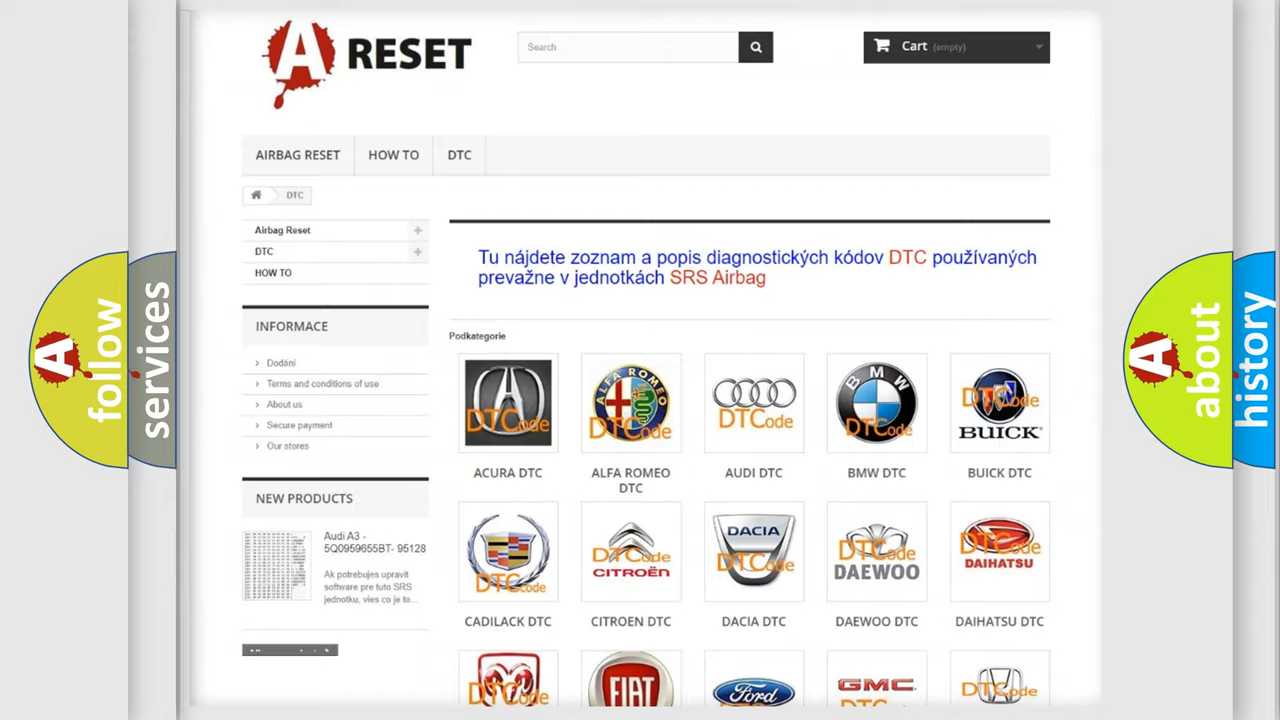 A RESET
Search
Cart (empty)
AIRBAG RESET
HOW TO
DTC
DTC
Airbag Reset
DTC
HOW TO
INFORMACE
Dodání
Terms and conditions of use
About us
Secure payment
Our stores
NEW PRODUCTS
Audi A3 -
5Q0959655BT- 95128
Ak potrebujes upravit
software pre tuto SRS
jednotku, vies co je to...
Tu nájdete zoznam a popis diagnostických kódov DTC používaných
prevažne v jednotkách SRS Airbag
Podkategorie
DTCode
ALFA ROMEO
DTCode
DTCode
BMW
DTCode
DTCode
BUICK
ACURA DTC
ALFA ROMEO
DTC
AUDI DTC
BMW DTC
BUICK DTC
DTCode
DTCode
CITROËN
DACIA
DTCode
DTCode
DAEWOO
DTCode
DAIHATSU
CADILACK DTC
CITROEN DTC
DACIA DTC
DAEWOO DTC
DAIHATSU DTC
DTCode
FIAT
Ford
GMC
DTCode
A follow
services
A about
history